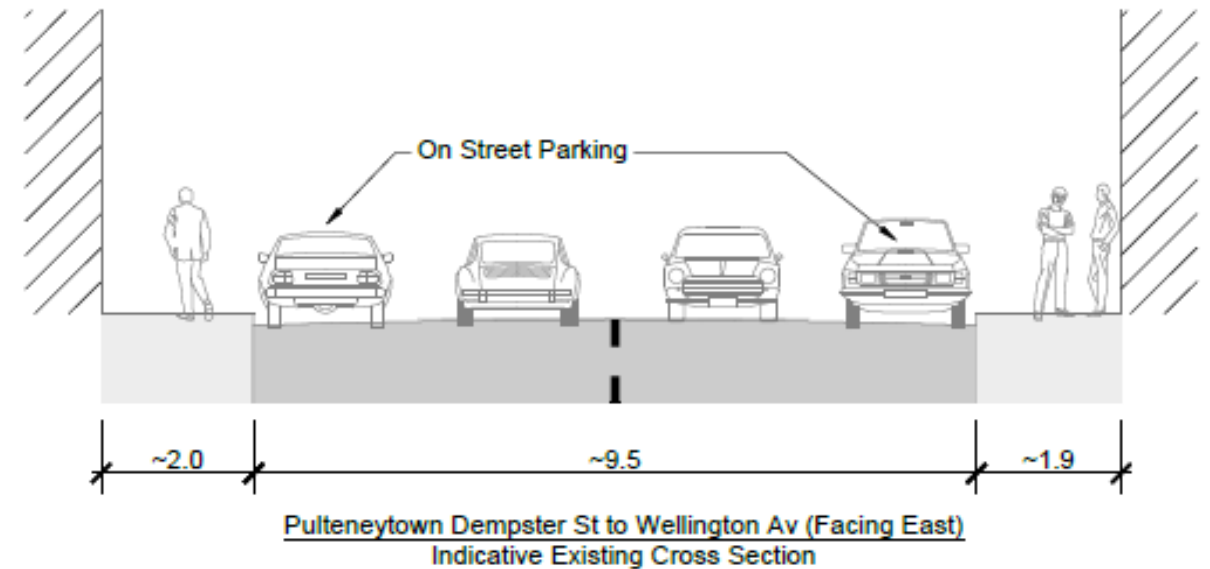 On Street Parking
~2.0
~9.5
~1.9
Pulteneytown Dempster St to Wellington Av (Facing East)
Indicative Existing Cross Section